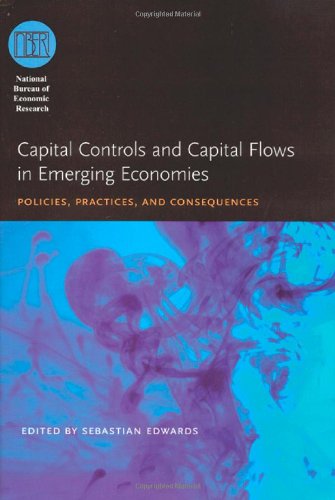 NBER
National
Bureau of
Economic
Research
Capital Controls and Capital Flows
in Emerging Economies
POLICIES, PRACTICES, AND CONSEQUENCES
EDITED BY SEBASTIAN EDWARDS